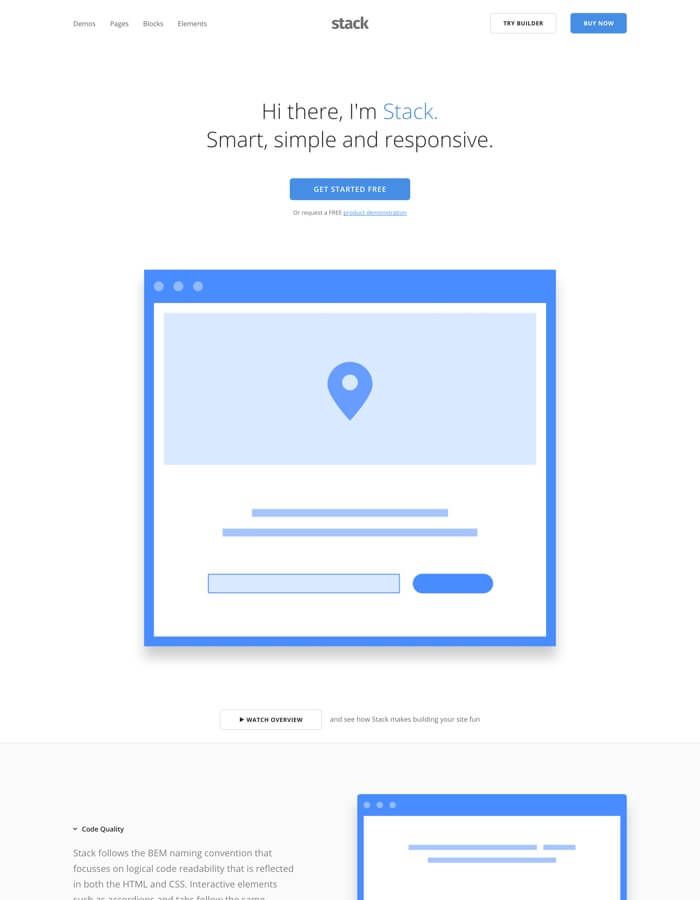 Demos Pages Blocks Elements stack TRY BUILDER BUY NOW
Hi there, I'm Stack.
Smart, simple and responsive.
GET STARTED FREE
Or request a FREE product demonstration
WATCH OVERVIEW and see how Stack makes building your site fun
Code Quality
Stack follows the BEM naming convention that
focusses on logical code readability that is reflected
in both the HTML and CSS. Interactive elements
such as accordions and tabs follow the same